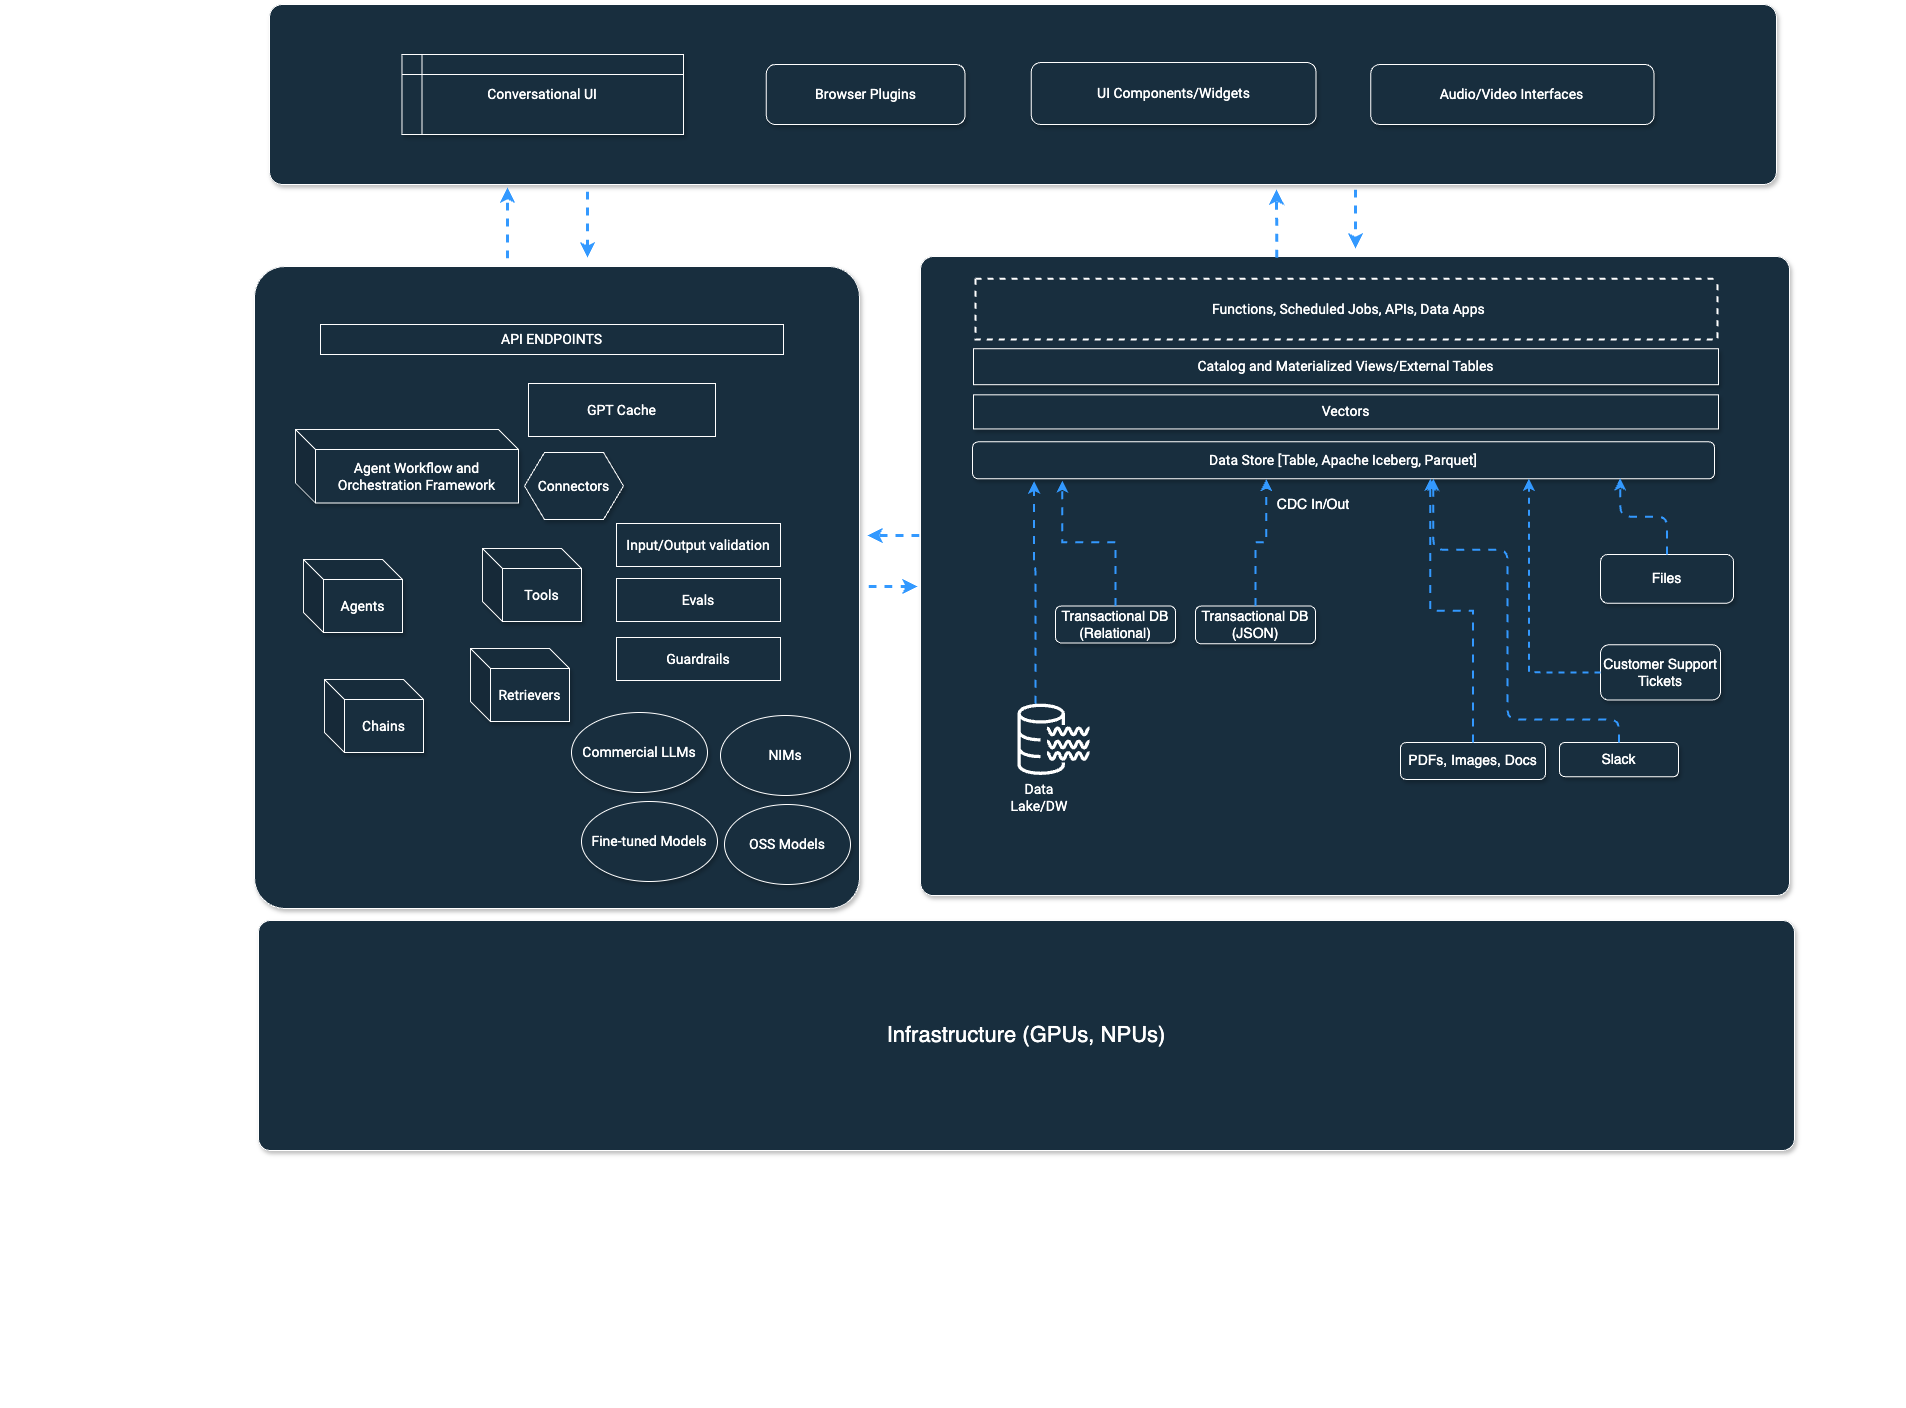 Conversational UI
Browser Plugins
UI Components/Widgets
Audio/Video Interfaces
API ENDPOINTS
GPT Cache
Agent Workflow and
Orchestration Framework
Connectors
Input/Output validation
Agents
Tools
Evals
Guardrails
Retrievers
Chains
Commercial LLMs
NIMs
Fine-tuned Models
OSS Models
Functions, Scheduled Jobs, APIs, Data Apps
Catalog and Materialized Views/External Tables
Vectors
Data Store [Table, Apache Iceberg, Parquet]
CDC In/Out
Files
Transactional DB
(Relational)
Transactional DB
(JSON)
Customer Support
Tickets
PDFs, Images, Docs
Slack
Data
Lake/DW
Infrastructure (GPUs, NPUs)